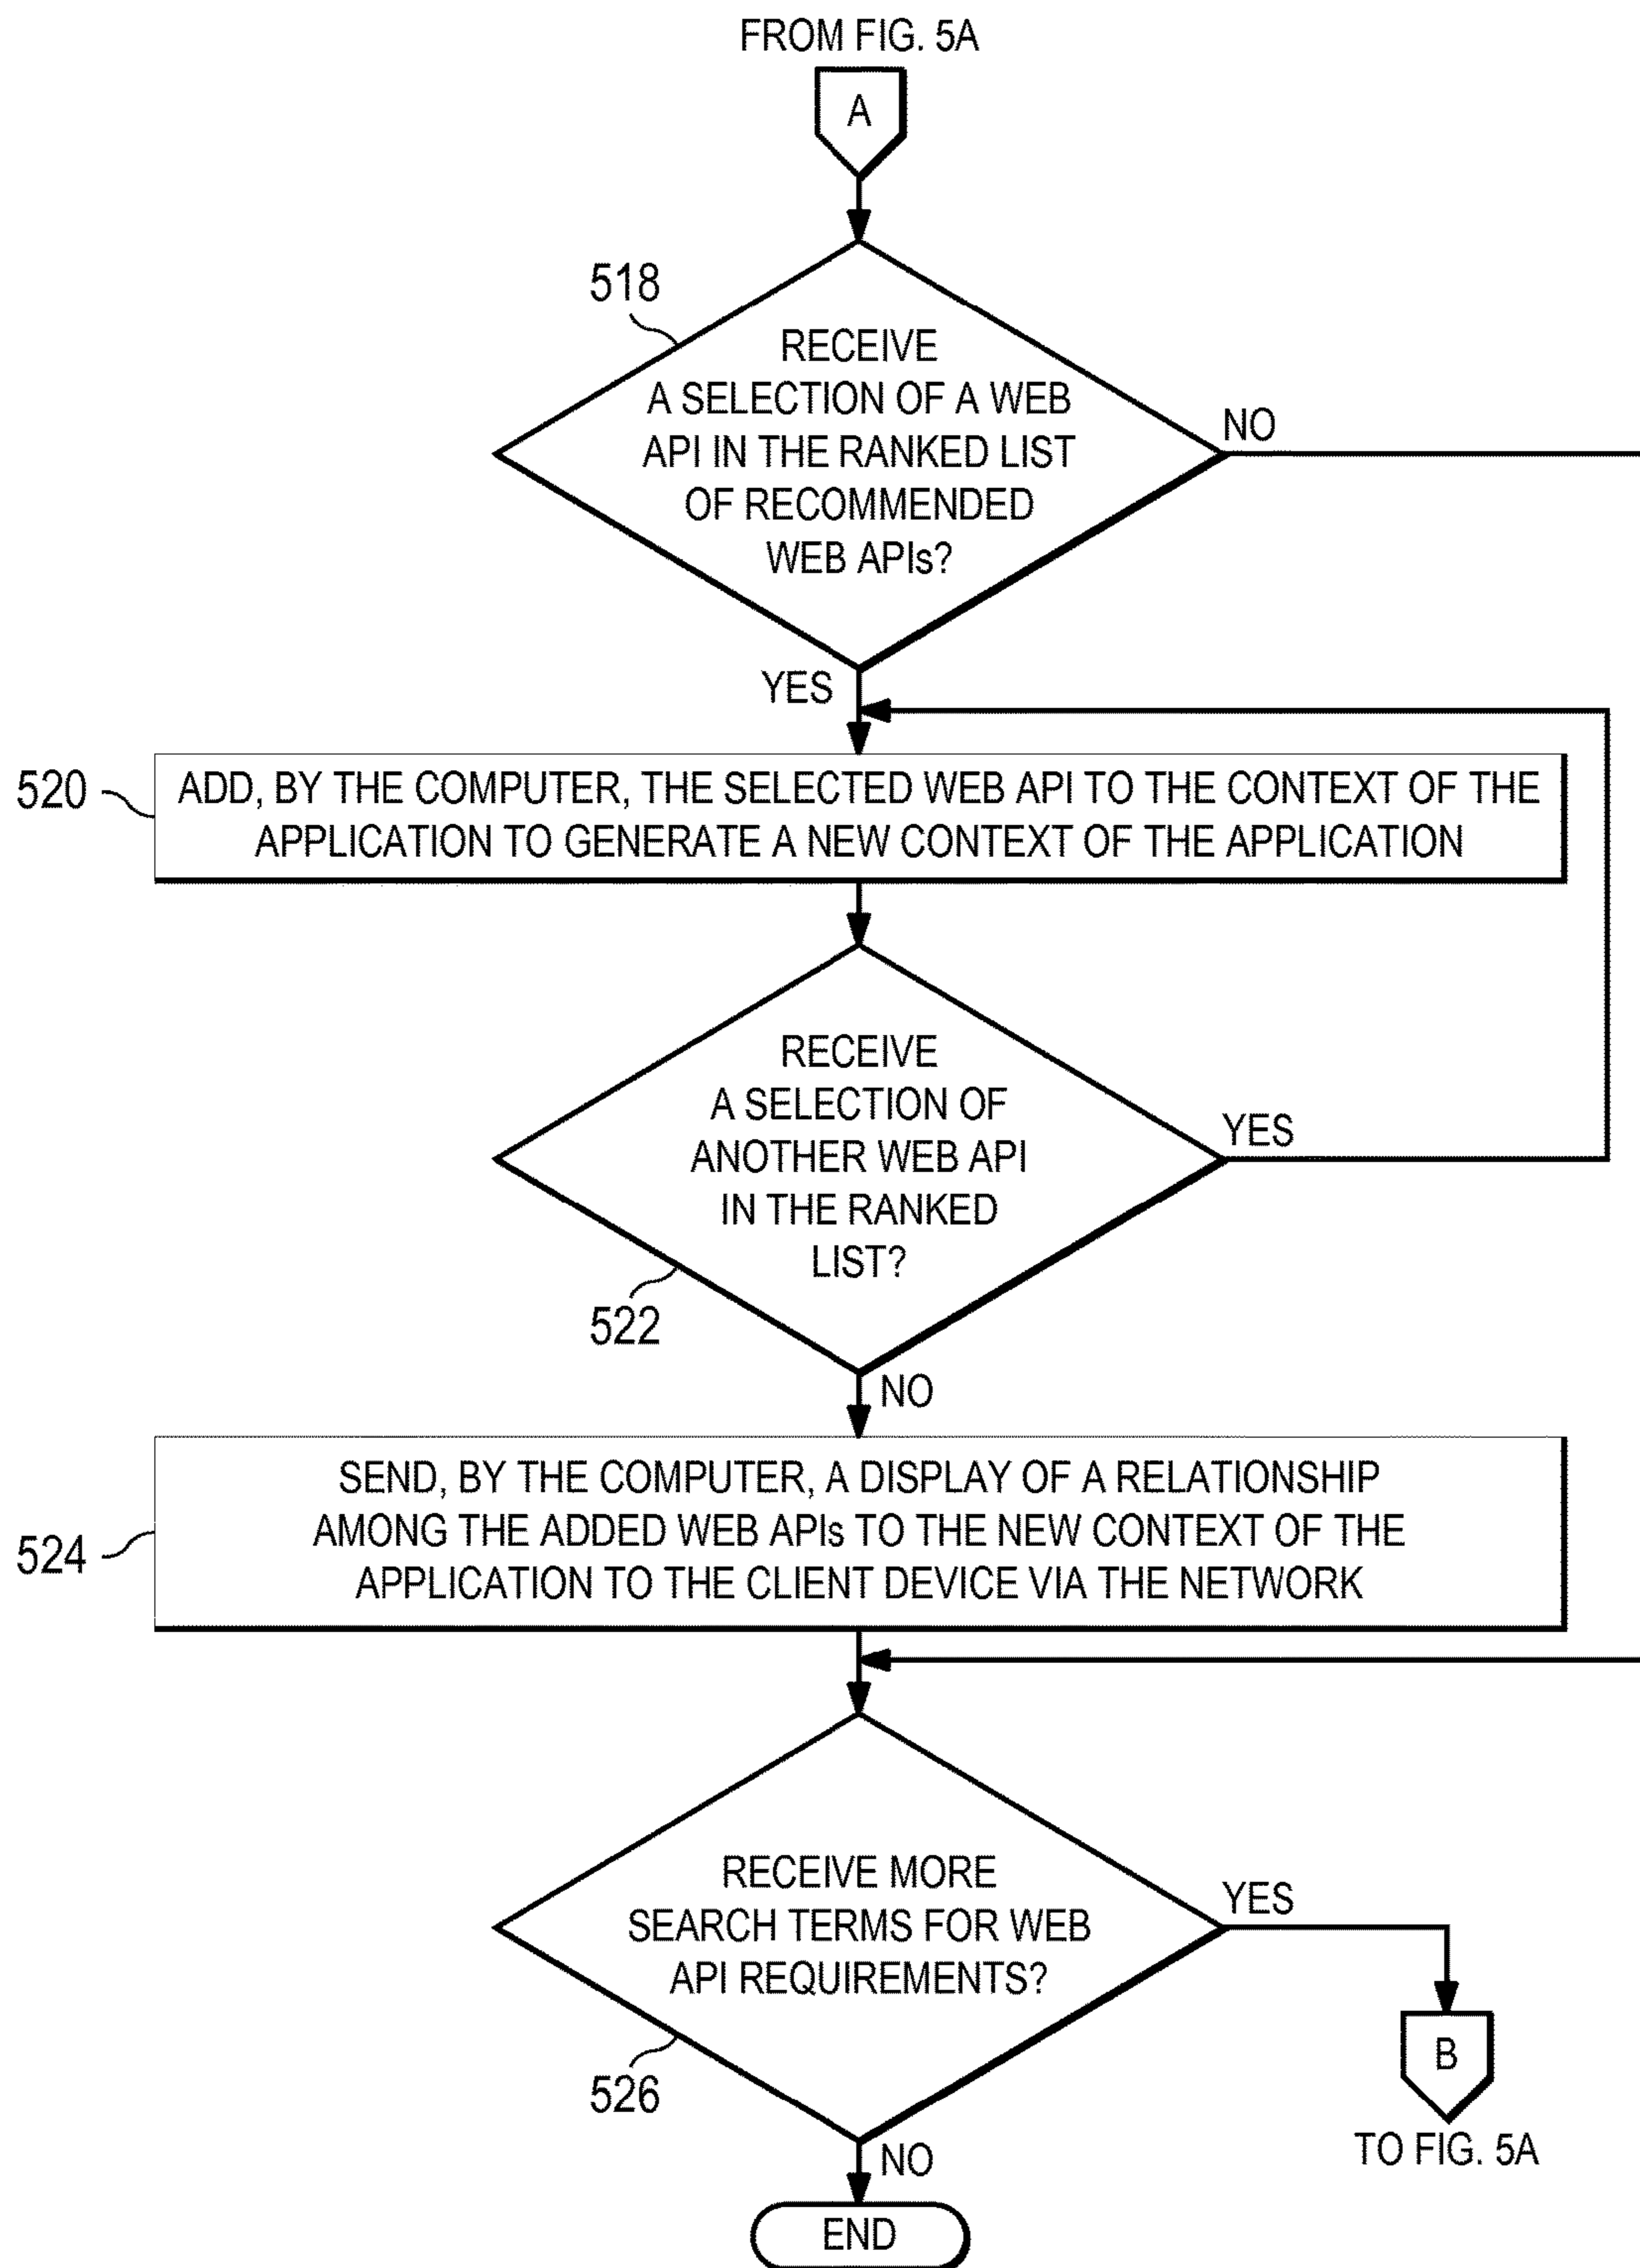 FROM FIG. 5A
A
518
RECEIVE
A SELECTION OF A WEB
API IN THE RANKED LIST
OF RECOMMENDED
WEB APIs?
NO
YES
520
ADD, BY THE COMPUTER, THE SELECTED WEB API TO THE CONTEXT OF THE
APPLICATION TO GENERATE A NEW CONTEXT OF THE APPLICATION
RECEIVE
A SELECTION OF
ANOTHER WEB API
IN THE RANKED
LIST?
YES
522
NO
524
SEND, BY THE COMPUTER, A DISPLAY OF A RELATIONSHIP
AMONG THE ADDED WEB APIs TO THE NEW CONTEXT OF THE
APPLICATION TO THE CLIENT DEVICE VIA THE NETWORK
RECEIVE MORE
SEARCH TERMS FOR WEB
API REQUIREMENTS?
YES
526
B
TO FIG. 5A
NO
END